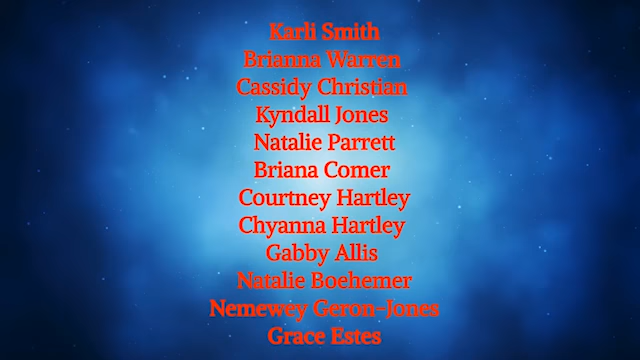 Karli Smith
Brianna Warren
Cassidy Christian
Kyndall Jones
Natalie Parrett
Briana Comer
Courtney Hartley
Chyanna Hartley
Gabby Allis
Natalie Boehemer
Nemewey Geron-Jones
Grace Estes